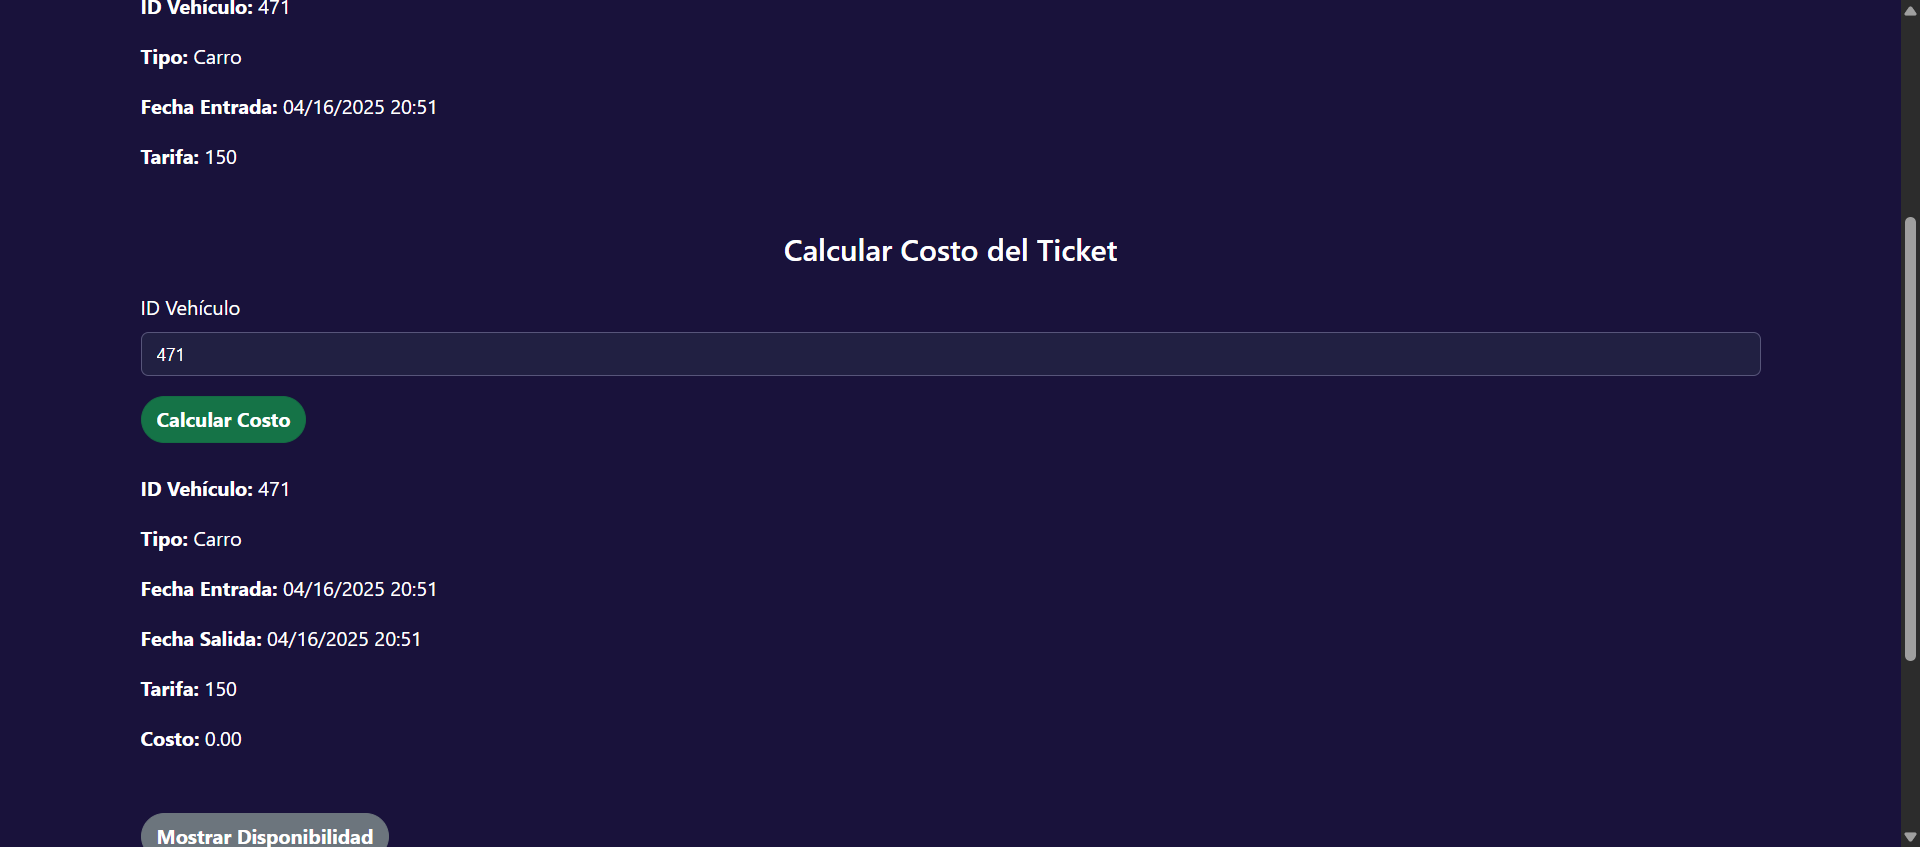 ID Vehículo: 471
Tipo: Carro
Fecha Entrada: 04/16/2025 20:51
Tarifa: 150
Calcular Costo del Ticket
ID Vehículo
471
Calcular Costo
ID Vehículo: 471
Tipo: Carro
Fecha Entrada: 04/16/2025 20:51
Fecha Salida: 04/16/2025 20:51
Tarifa: 150
Costo: 0.00
Mostrar Disponibilidad